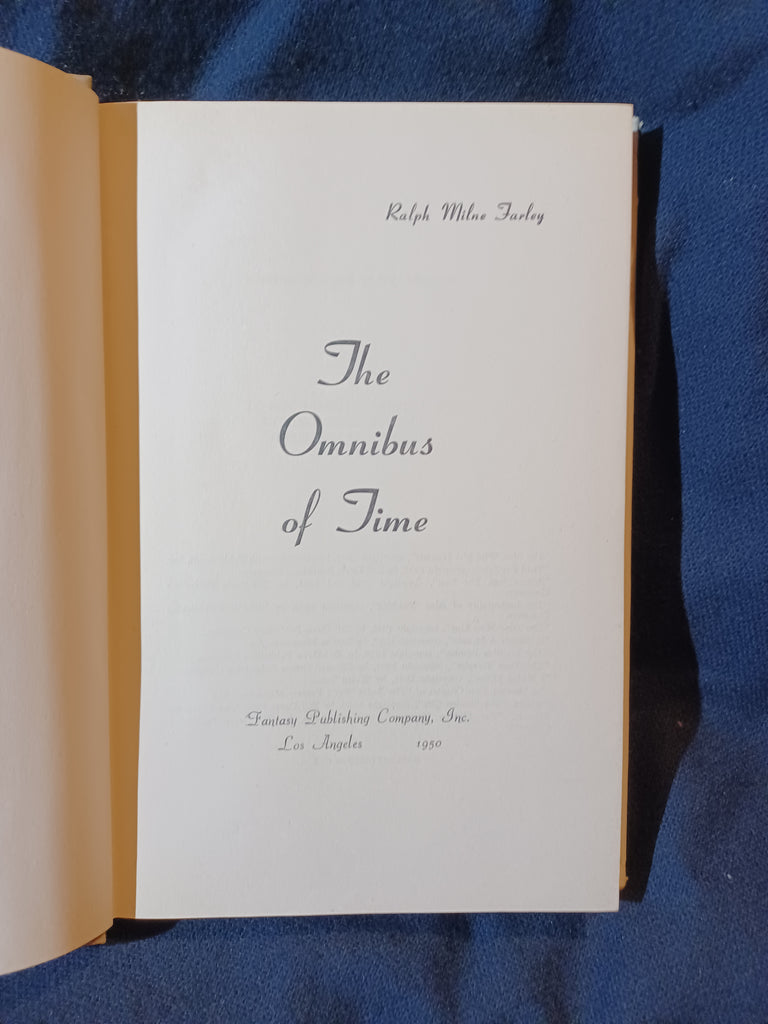 Ralph Milne Farley
The
Omnibus
of Time
Fantasy Publishing Company, Inc.
Los Angeles 1950